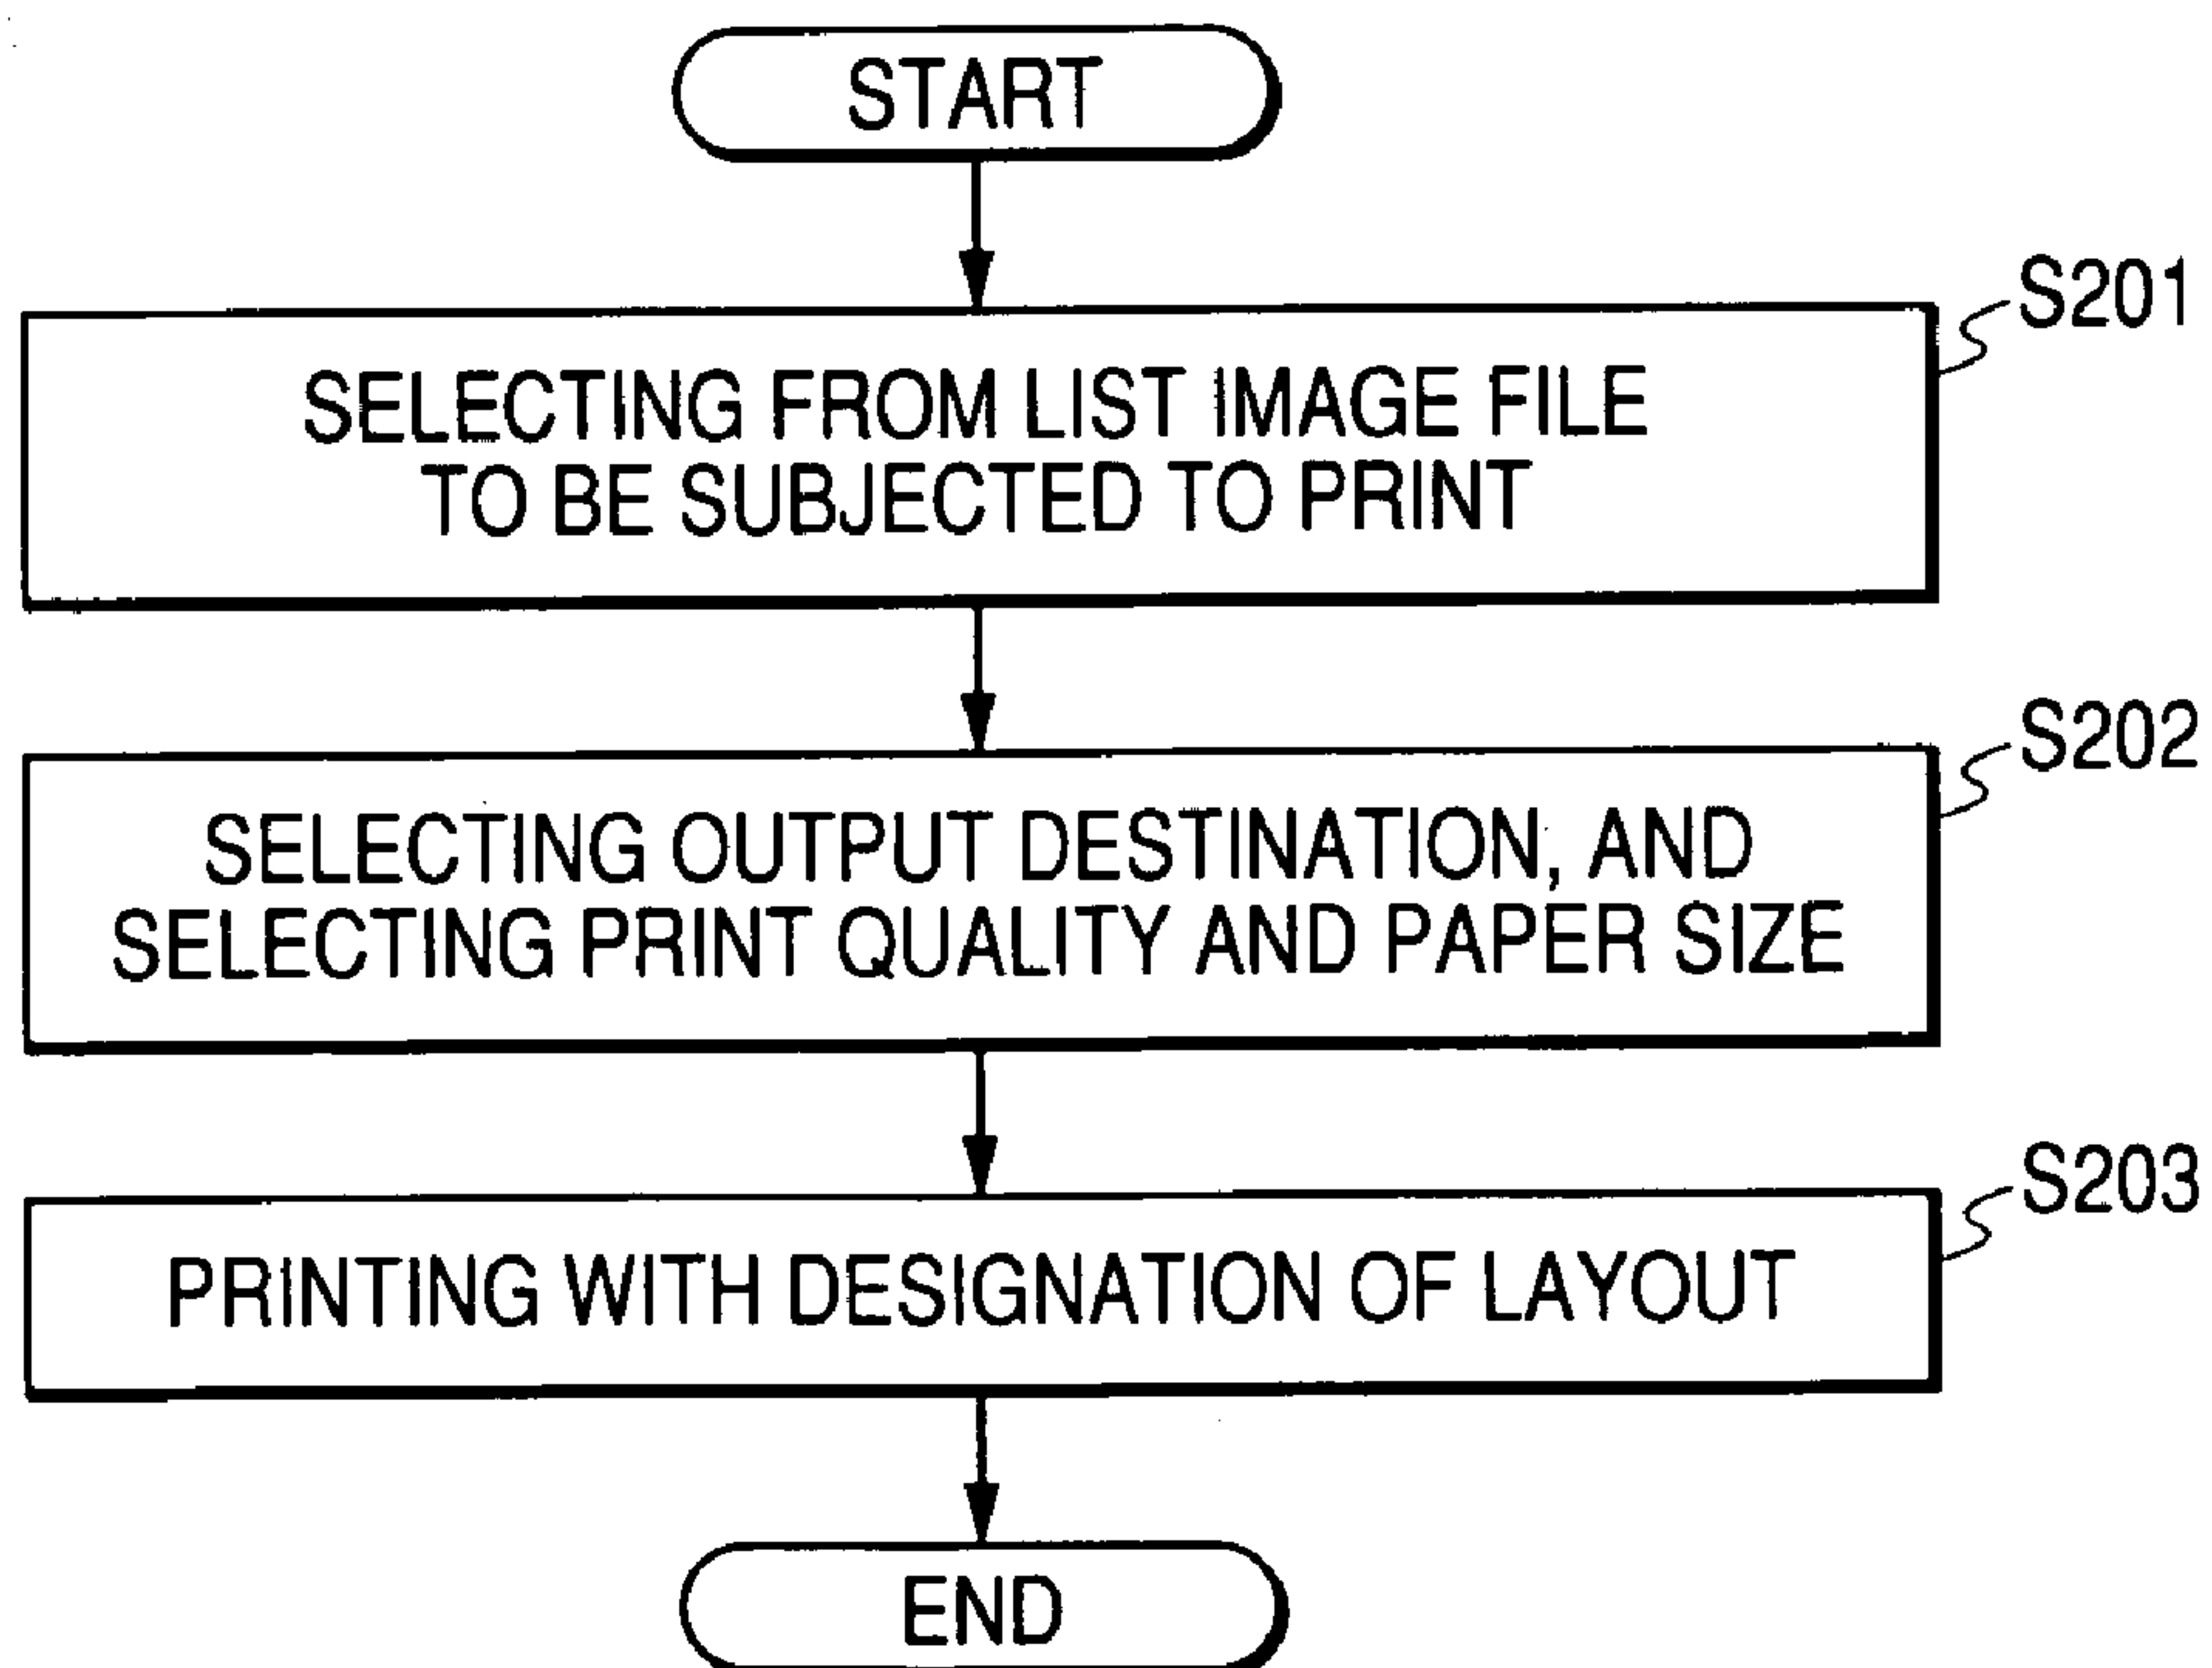 START
S201
SELECTING FROM LIST IMAGE FILE
TO BE SUBJECTED TO PRINT
S202
SELECTING OUTPUT DESTINATION, AND
SELECTING PRINT QUALITY AND PAPER SIZE
S203
PRINTING WITH DESIGNATION OF LAYOUT
END